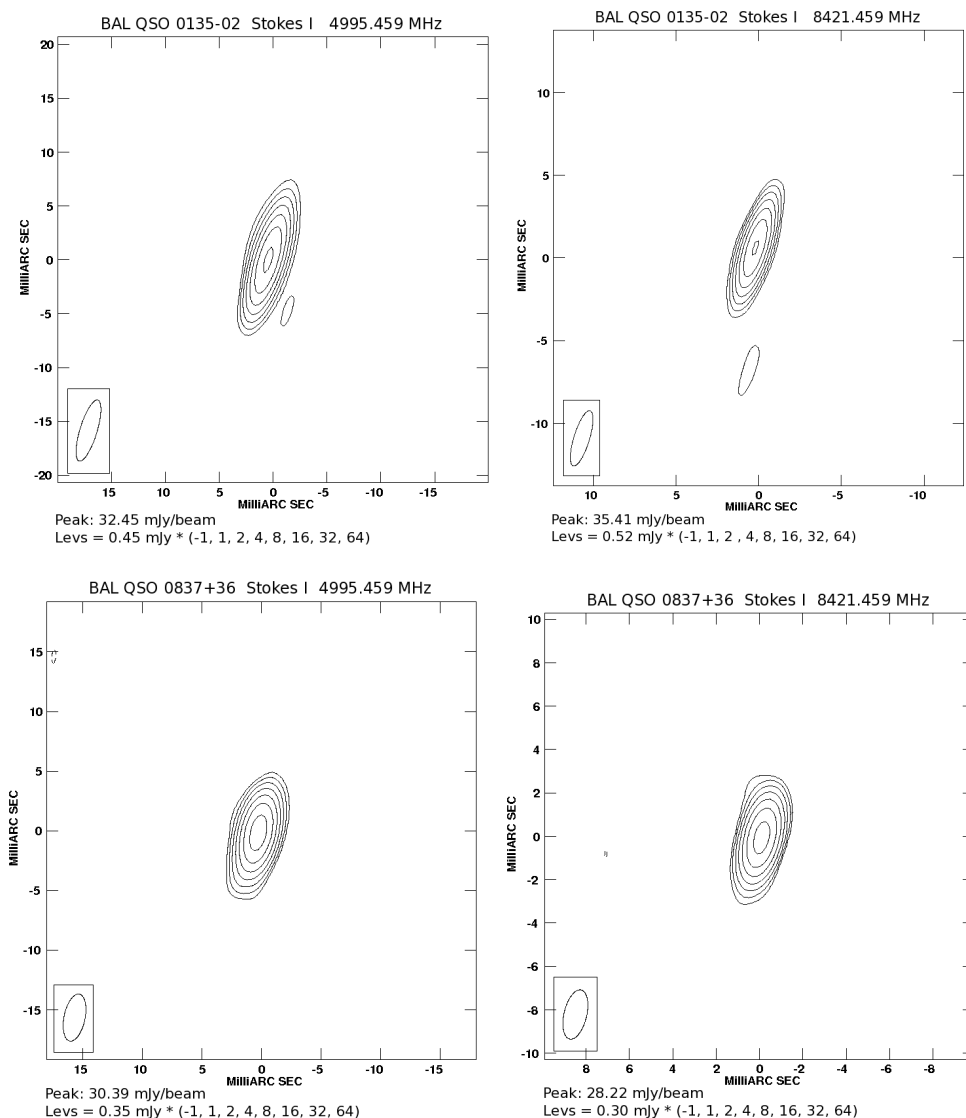 BAL QSO 0135-02 Stokes I 4995.459 MHz
20
15
10
5
0
-5
-10
-15
-20
MilliARC SEC
15 10 5 0 -5 -10 -15
MilliARC SEC
Peak: 32.45 mJy/beam
Levs = 0.45 mJy * (-1, 1, 2, 4, 8, 16, 32, 64)
BAL QSO 0135-02 Stokes I 8421.459 MHz
10
5
0
-5
-10
MilliARC SEC
10 5 0 -5 -10
MilliARC SEC
Peak: 35.41 mJy/beam
Levs = 0.52 mJy * (-1, 1, 2 , 4, 8, 16, 32, 64)
BAL QSO 0837+36 Stokes I 4995.459 MHz
15
10
5
0
-5
-10
-15
MilliARC SEC
15 10 5 0 -5 -10 -15
MilliARC SEC
Peak: 30.39 mJy/beam
Levs = 0.35 mJy * (-1, 1, 2, 4, 8, 16, 32, 64)
BAL QSO 0837+36 Stokes I 8421.459 MHz
10
8
6
4
2
0
-2
-4
-6
-8
-10
MilliARC SEC
8 6 4 2 0 -2 -4 -6 -8
MilliARC SEC
Peak: 28.22 mJy/beam
Levs = 0.30 mJy * (-1, 1, 2, 4, 8, 16, 32, 64)